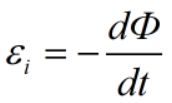 ε_i = − dΦ/dt